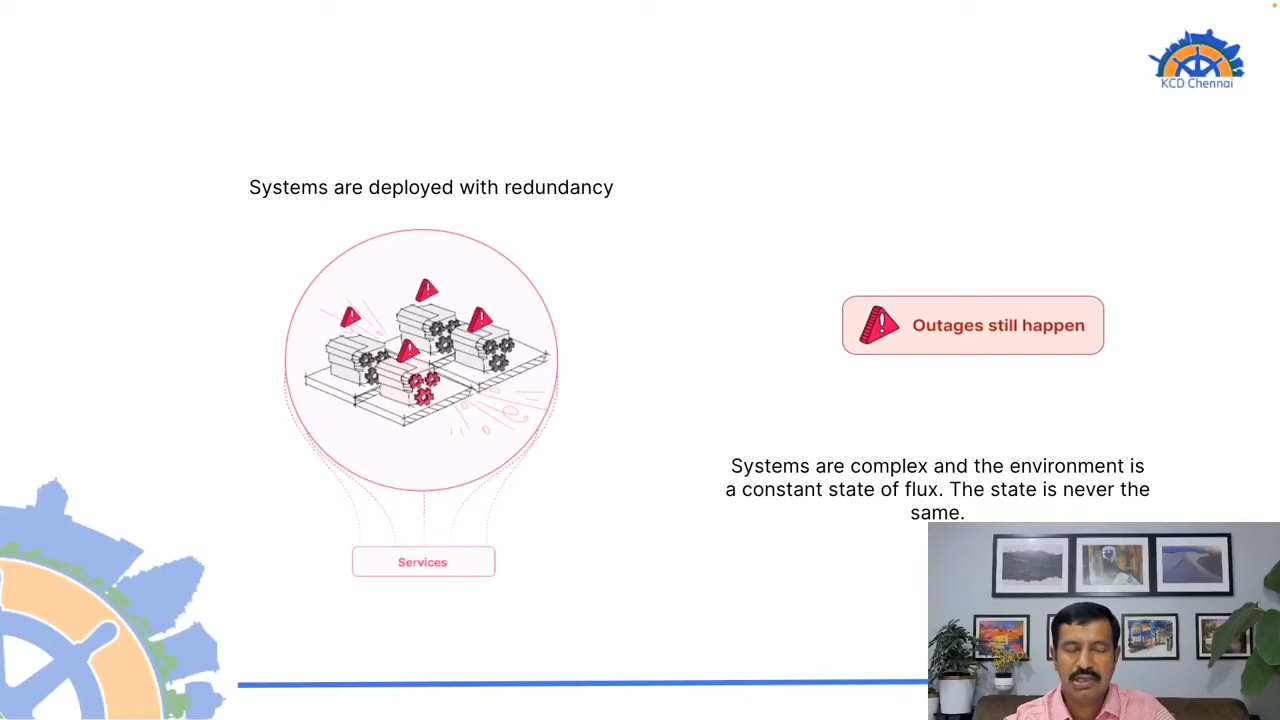 KCD Chennai
Systems are deployed with redundancy
Outages still happen
Systems are complex and the environment is
a constant state of flux. The state is never the
same.
Services